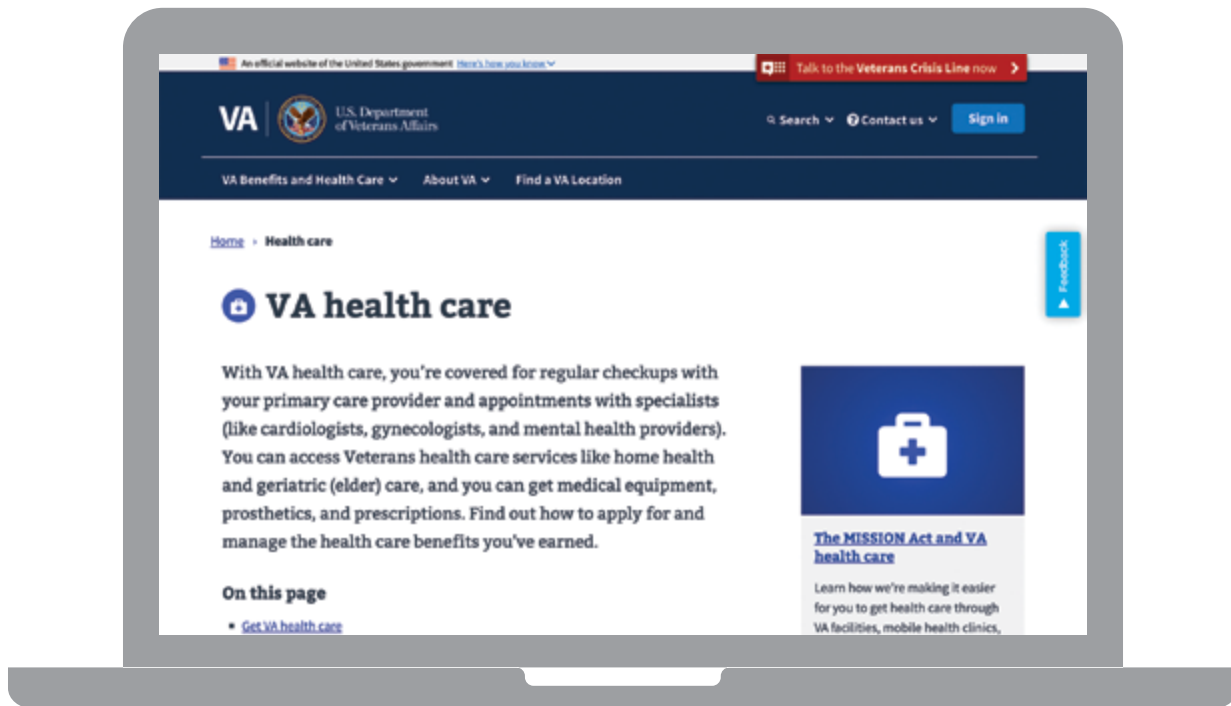 An official website of the United States government Here's how you know
Talk to the Veterans Crisis Line now
VA
U.S. Department
of Veterans Affairs
Search
Contact us
Sign in
VA Benefits and Health Care
About VA
Find a VA Location
Home › Health care
Feedback
VA health care
With VA health care, you're covered for regular checkups with
your primary care provider and appointments with specialists
(like cardiologists, gynecologists, and mental health providers).
You can access Veterans health care services like home health
and geriatric (elder) care, and you can get medical equipment,
prosthetics, and prescriptions. Find out how to apply for and
manage the health care benefits you've earned.
On this page
• Get VA health care
The MISSION Act and VA
health care
Learn how we're making it easier
for you to get health care through
VA facilities, mobile health clinics,